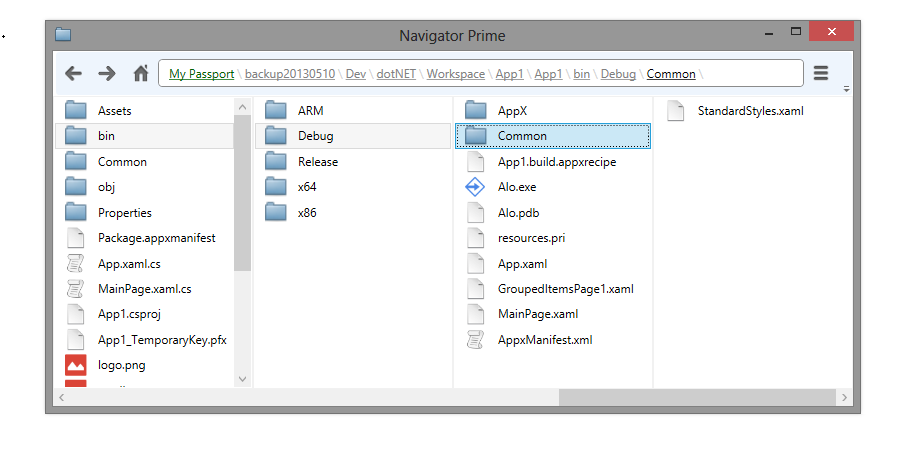 Navigator Prime
My Passport \ backup20130510 \ Dev \ dotNET \ Workspace \ App1 \ App1 \ bin \ Debug \ Common \
Assets
bin
Common
obj
Properties
Package.appxmanifest
App.xaml.cs
MainPage.xaml.cs
App1.csproj
App1_TemporaryKey.pfx
logo.png
ARM
Debug
Release
x64
x86
AppX
Common
App1.build.appxrecipe
Alo.exe
Alo.pdb
resources.pri
App.xaml
GroupedItemsPage1.xaml
MainPage.xaml
AppxManifest.xml
StandardStyles.xaml